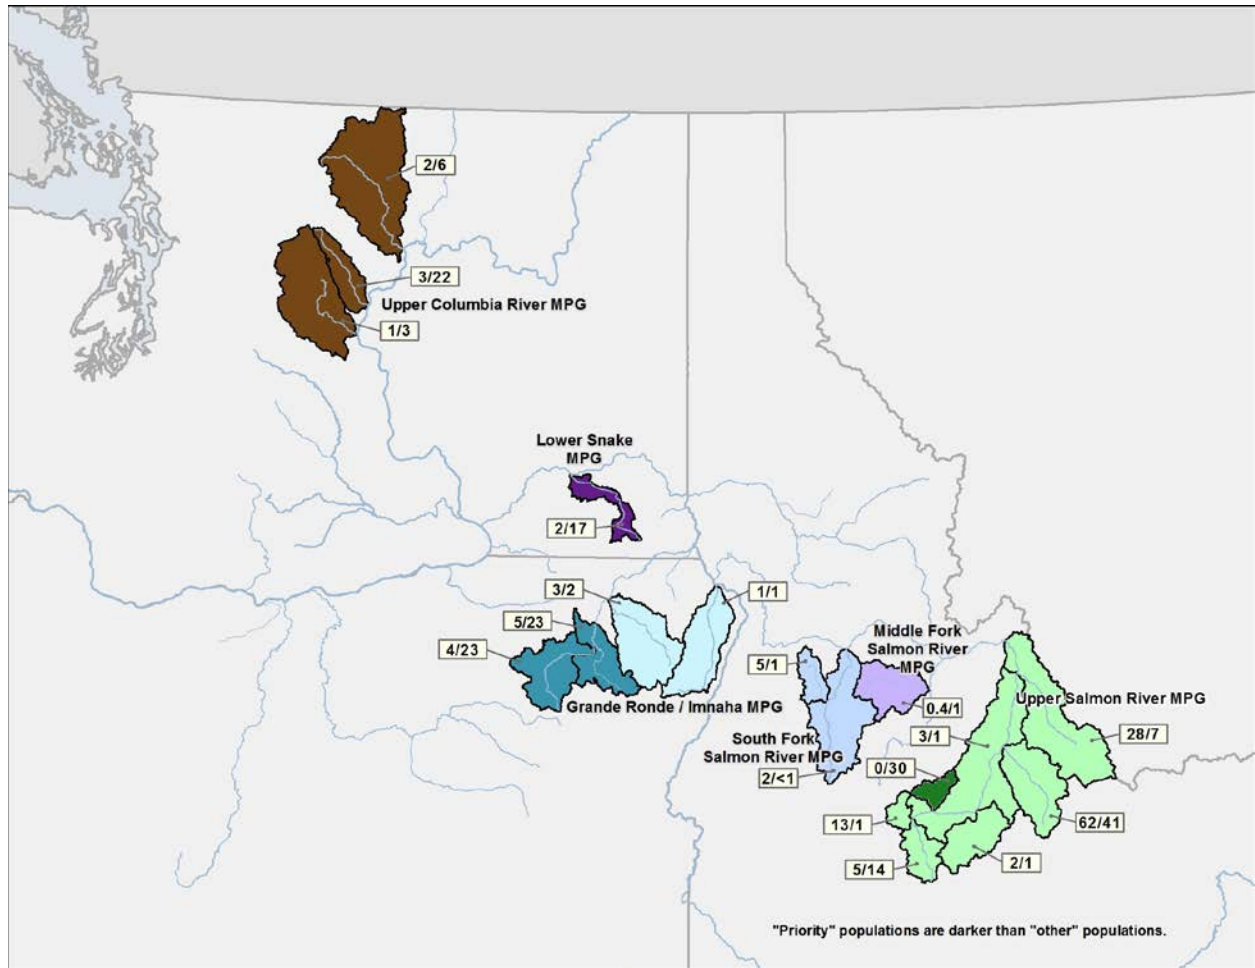 2/6
3/22
Upper Columbia River MPG
1/3
Lower Snake
MPG
2/17
3/2
1/1
5/23
4/23
Grande Ronde / Imnaha MPG
Middle Fork
Salmon River
MPG
5/1
0.4/1
Upper Salmon River MPG
28/7
3/1
South Fork
Salmon River MPG
0/30
2/<1
13/1
62/41
5/14
2/1
"Priority" populations are darker than "other" populations.